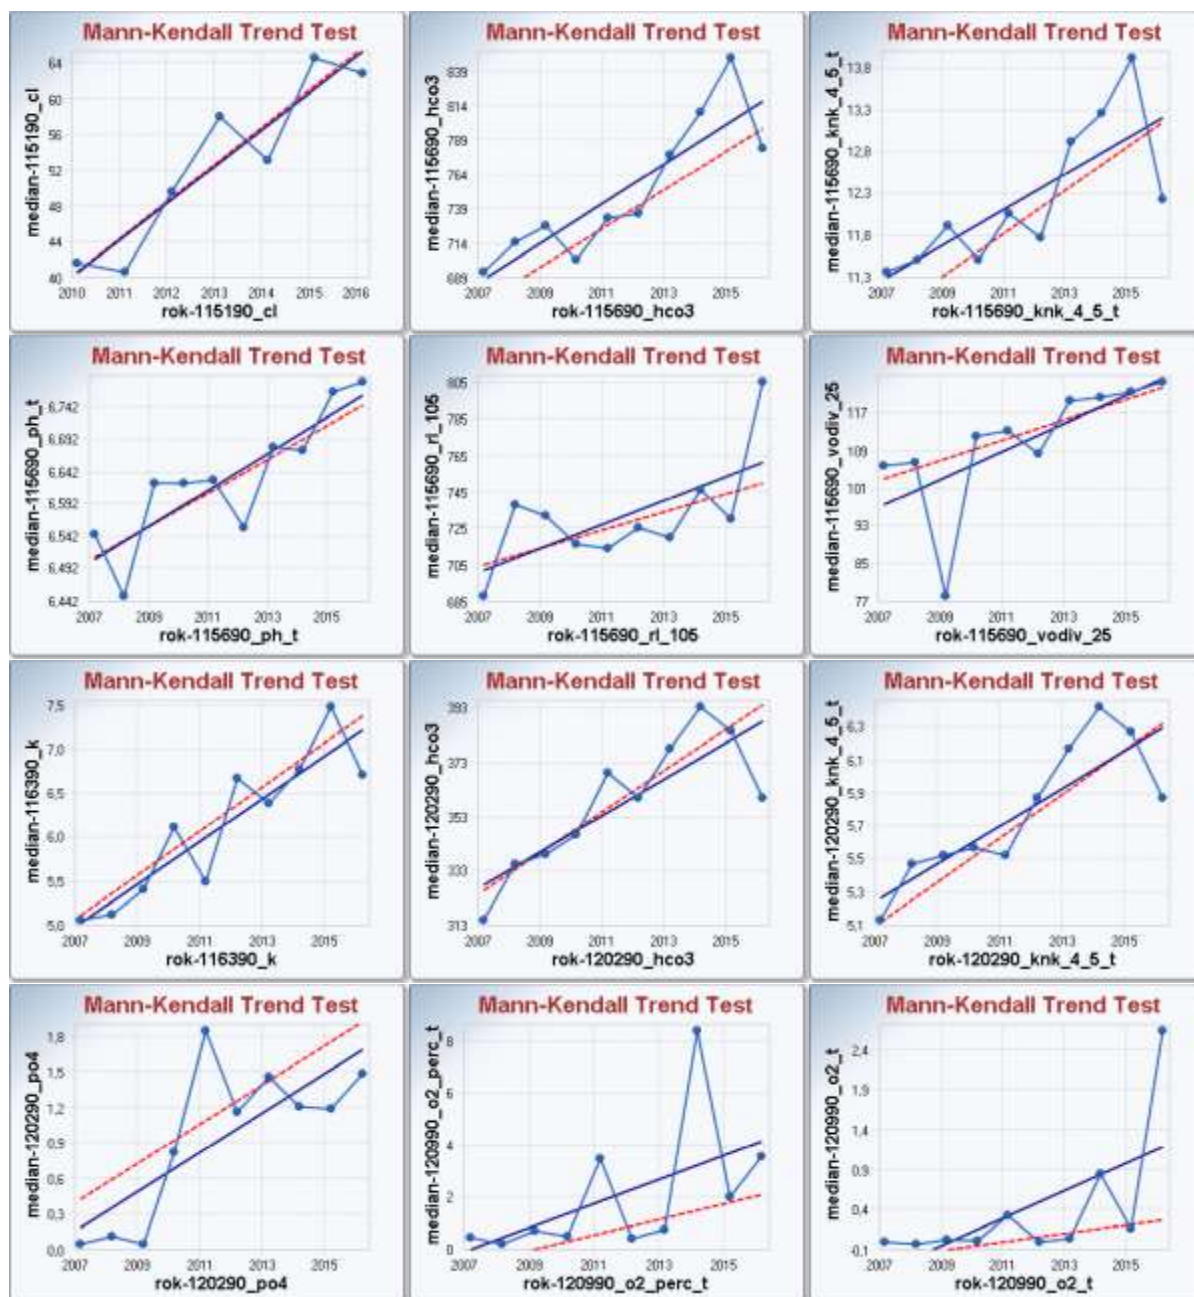 Mann-Kendall Trend Test
median-115190_cl
64
60
56
52
48
44
40
2010 2011 2012 2013 2014 2015 2016
rok-115190_cl
Mann-Kendall Trend Test
median-115690_hco3
839
814
789
764
739
714
689
2007 2009 2011 2013 2015
rok-115690_hco3
Mann-Kendall Trend Test
median-115690_knk_4_5_t
13,8
13,3
12,8
12,3
11,8
11,3
2007 2009 2011 2013 2015
rok-115690_knk_4_5_t
Mann-Kendall Trend Test
median-115690_ph_t
6,742
6,692
6,642
6,592
6,542
6,492
6,442
2007 2009 2011 2013 2015
rok-115690_ph_t
Mann-Kendall Trend Test
median-115690_rl_105
805
785
765
745
725
705
685
2007 2009 2011 2013 2015
rok-115690_rl_105
Mann-Kendall Trend Test
median-115690_vodiv_25
117
109
101
93
85
77
2007 2009 2011 2013 2015
rok-115690_vodiv_25
Mann-Kendall Trend Test
median-116390_k
7,5
7,0
6,5
6,0
5,5
5,0
2007 2009 2011 2013 2015
rok-116390_k
Mann-Kendall Trend Test
median-120290_hco3
393
373
353
333
313
2007 2009 2011 2013 2015
rok-120290_hco3
Mann-Kendall Trend Test
median-120290_knk_4_5_t
6,3
6,1
5,9
5,7
5,5
5,3
5,1
2007 2009 2011 2013 2015
rok-120290_knk_4_5_t
Mann-Kendall Trend Test
median-120290_po4
1,8
1,5
1,2
0,9
0,6
0,3
0,0
2007 2009 2011 2013 2015
rok-120290_po4
Mann-Kendall Trend Test
median-120990_o2_perc_t
8
6
4
2
0
2007 2009 2011 2013 2015
rok-120990_o2_perc_t
Mann-Kendall Trend Test
median-120990_o2_t
2,4
1,9
1,4
0,9
0,4
-0,1
2007 2009 2011 2013 2015
rok-120990_o2_t